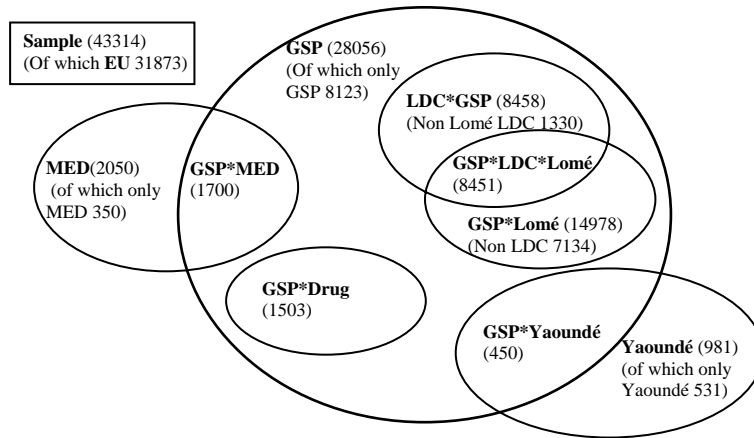 Sample (43314)
(Of which EU 31873)
GSP (28056)
(Of which only
GSP 8123)
LDC*GSP (8458)
(Non Lomé LDC 1330)
MED(2050)
(of which only
MED 350)
GSP*MED
(1700)
GSP*LDC*Lomé
(8451)
GSP*Lomé (14978)
(Non LDC 7134)
GSP*Drug
(1503)
GSP*Yaoundé
(450)
Yaoundé (981)
(of which only
Yaoundé 531)